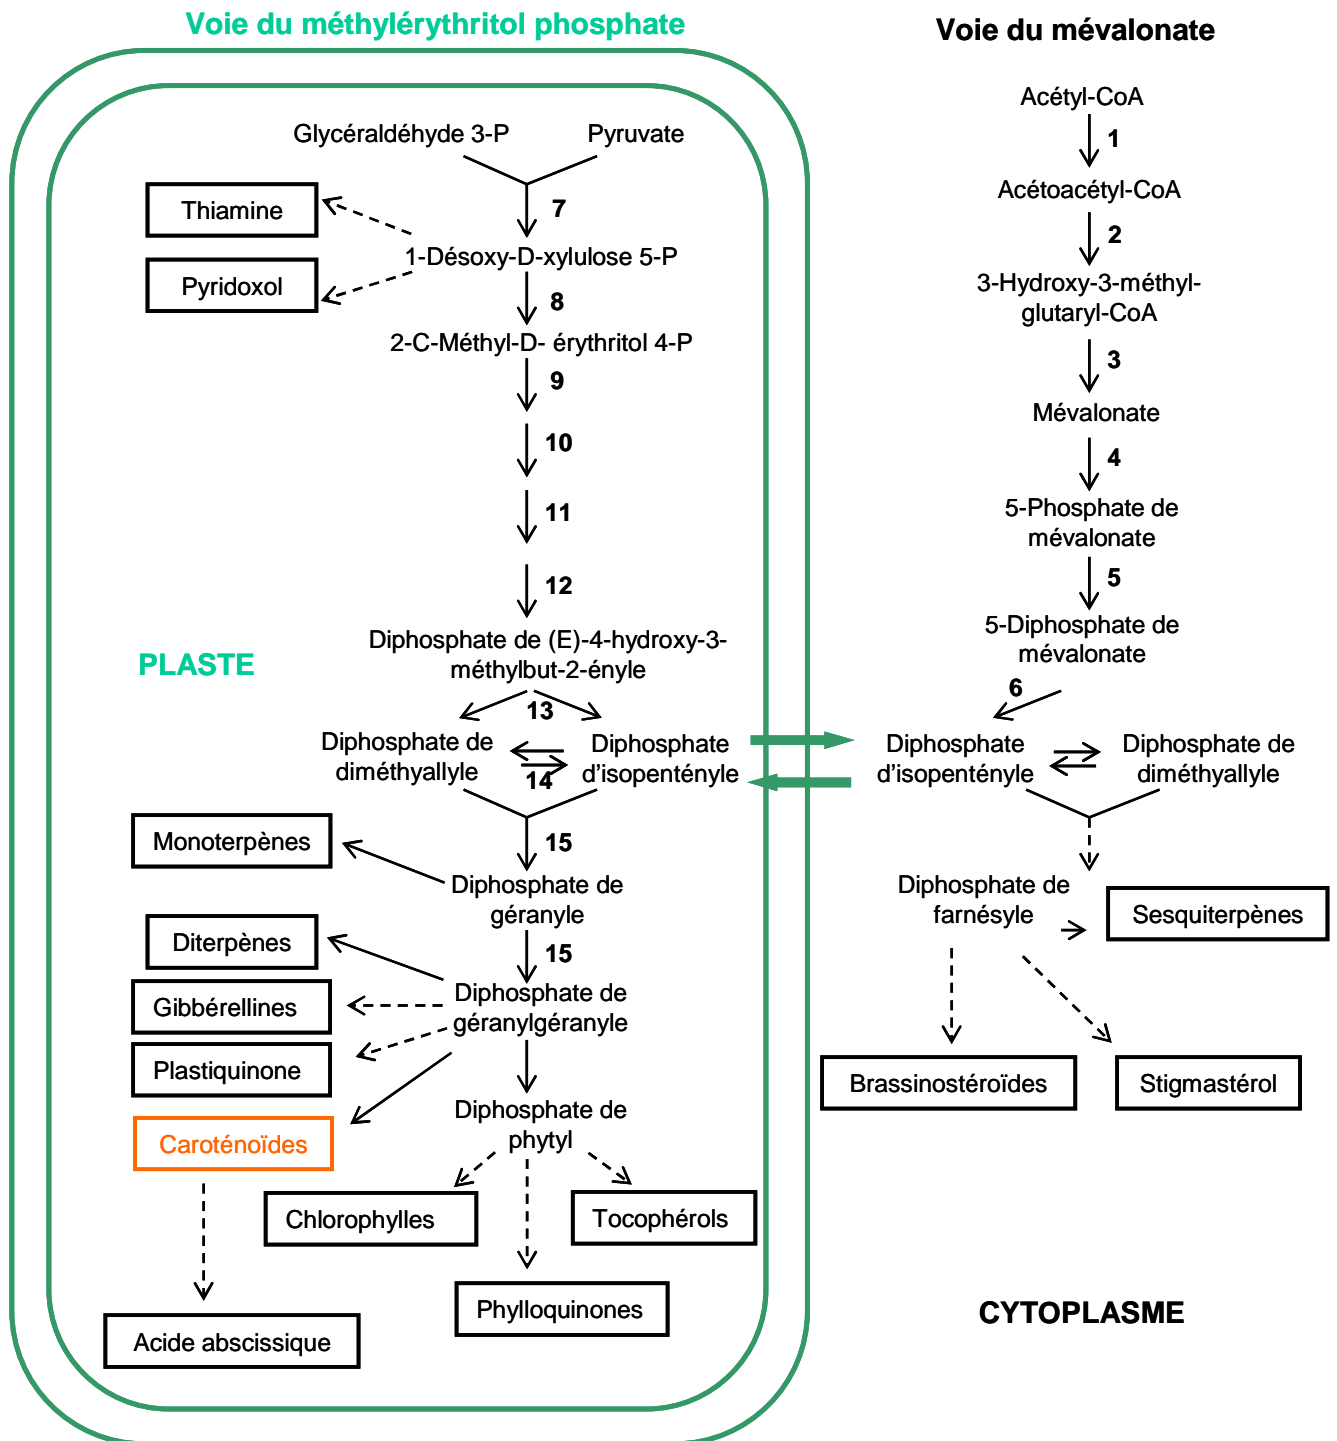 Voie du méthylérythritol phosphate
Glycéraldéhyde 3-P
Pyruvate
7
Thiamine
1-Désoxy-D-xylulose 5-P
Pyridoxol
8
2-C-Méthyl-D- érythritol 4-P
9
10
11
12
Diphosphate de (E)-4-hydroxy-3-
méthylbut-2-ényle
PLASTE
13
Diphosphate de
diméthyallyle
14
Diphosphate
d'isopentényle
15
Monoterpènes
Diphosphate de
géranyle
15
Diterpènes
Diphosphate de
géranylgéranyle
Gibbérellines
Plastiquinone
Caroténoïdes
Diphosphate de
phytyl
Chlorophylles
Tocophérols
Phylloquinones
Acide abscissique
Voie du mévalonate
Acétyl-CoA
1
Acétoacétyl-CoA
2
3-Hydroxy-3-méthyl-
glutaryl-CoA
3
Mévalonate
4
5-Phosphate de
mévalonate
5
5-Diphosphate de
mévalonate
6
Diphosphate
d'isopentényle
Diphosphate de
diméthyallyle
Diphosphate de
farnésyle
Sesquiterpènes
Brassinostéroïdes
Stigmastérol
CYTOPLASME